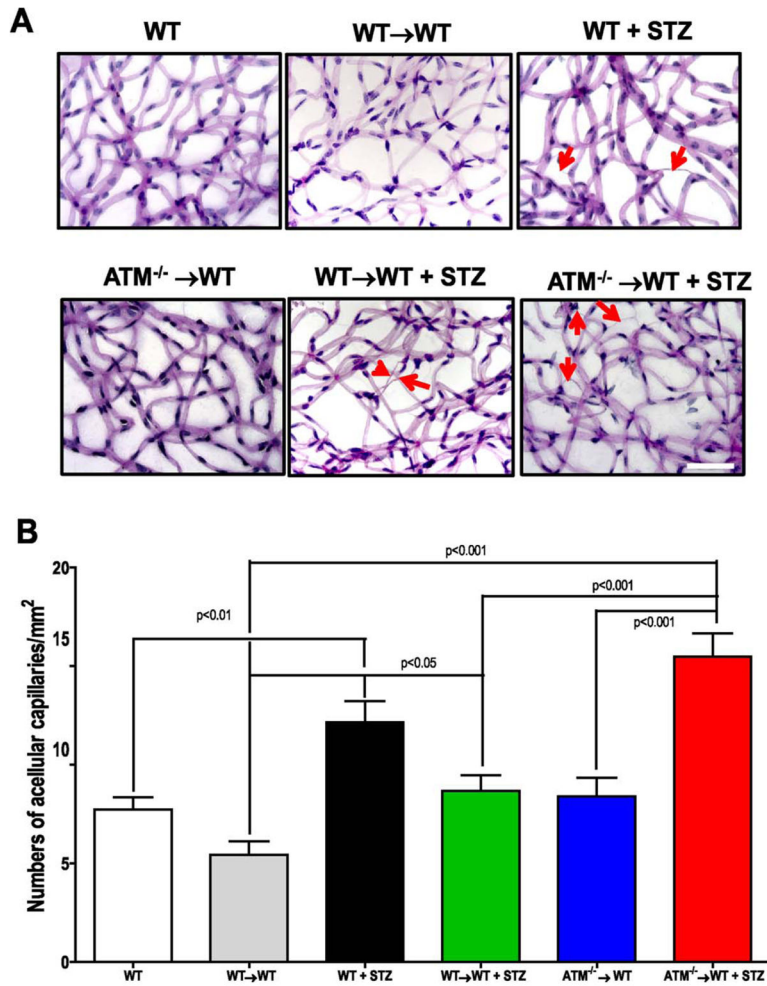 A
WT
WT→WT
WT + STZ
ATM-/- →WT
WT→WT + STZ
ATM-/- →WT + STZ
B
Numbers of acellular capillaries/mm²
20
15
10
5
0
p<0.001
p<0.001
p<0.01
p<0.001
p<0.05
WT
WT→WT
WT + STZ
WT→WT + STZ
ATM-/- → WT
ATM-/- → WT + STZ